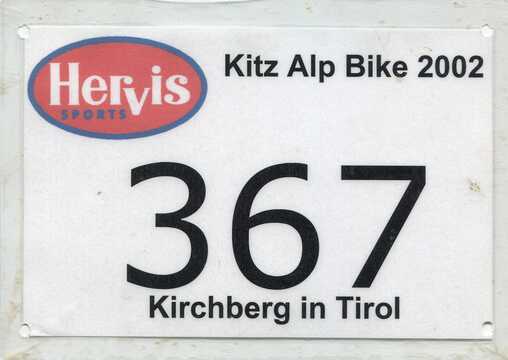 Hervis
SPORTS
Kitz Alp Bike 2002
367
Kirchberg in Tirol